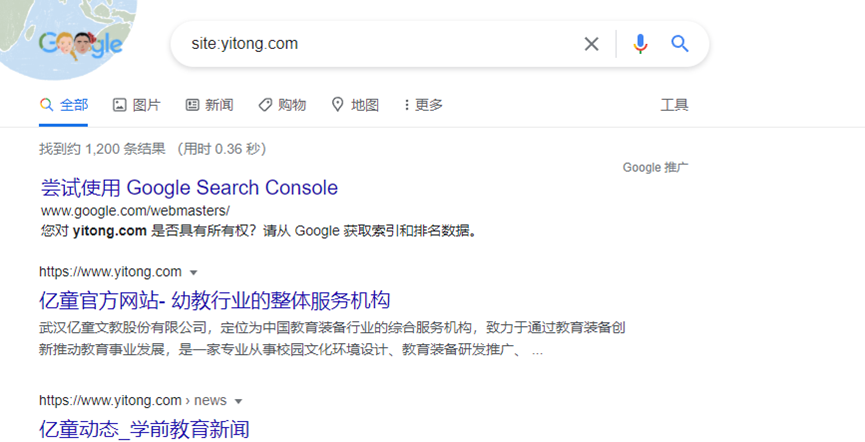 Google
site:yitong.com
全部 图片 新闻 购物 地图 更多 工具
找到约 1,200 条结果 （用时 0.36 秒）
Google 推广
尝试使用 Google Search Console
www.google.com/webmasters/
您对 yitong.com 是否具有所有权？请从 Google 获取索引和排名数据。
https://www.yitong.com
亿童官方网站- 幼教行业的整体服务机构
武汉亿童文教股份有限公司，定位为中国教育装备行业的综合服务机构，致力于通过教育装备创
新推动教育事业发展，是一家专业从事校园文化环境设计、教育装备研发推广、 ...
https://www.yitong.com › news
亿童动态_学前教育新闻